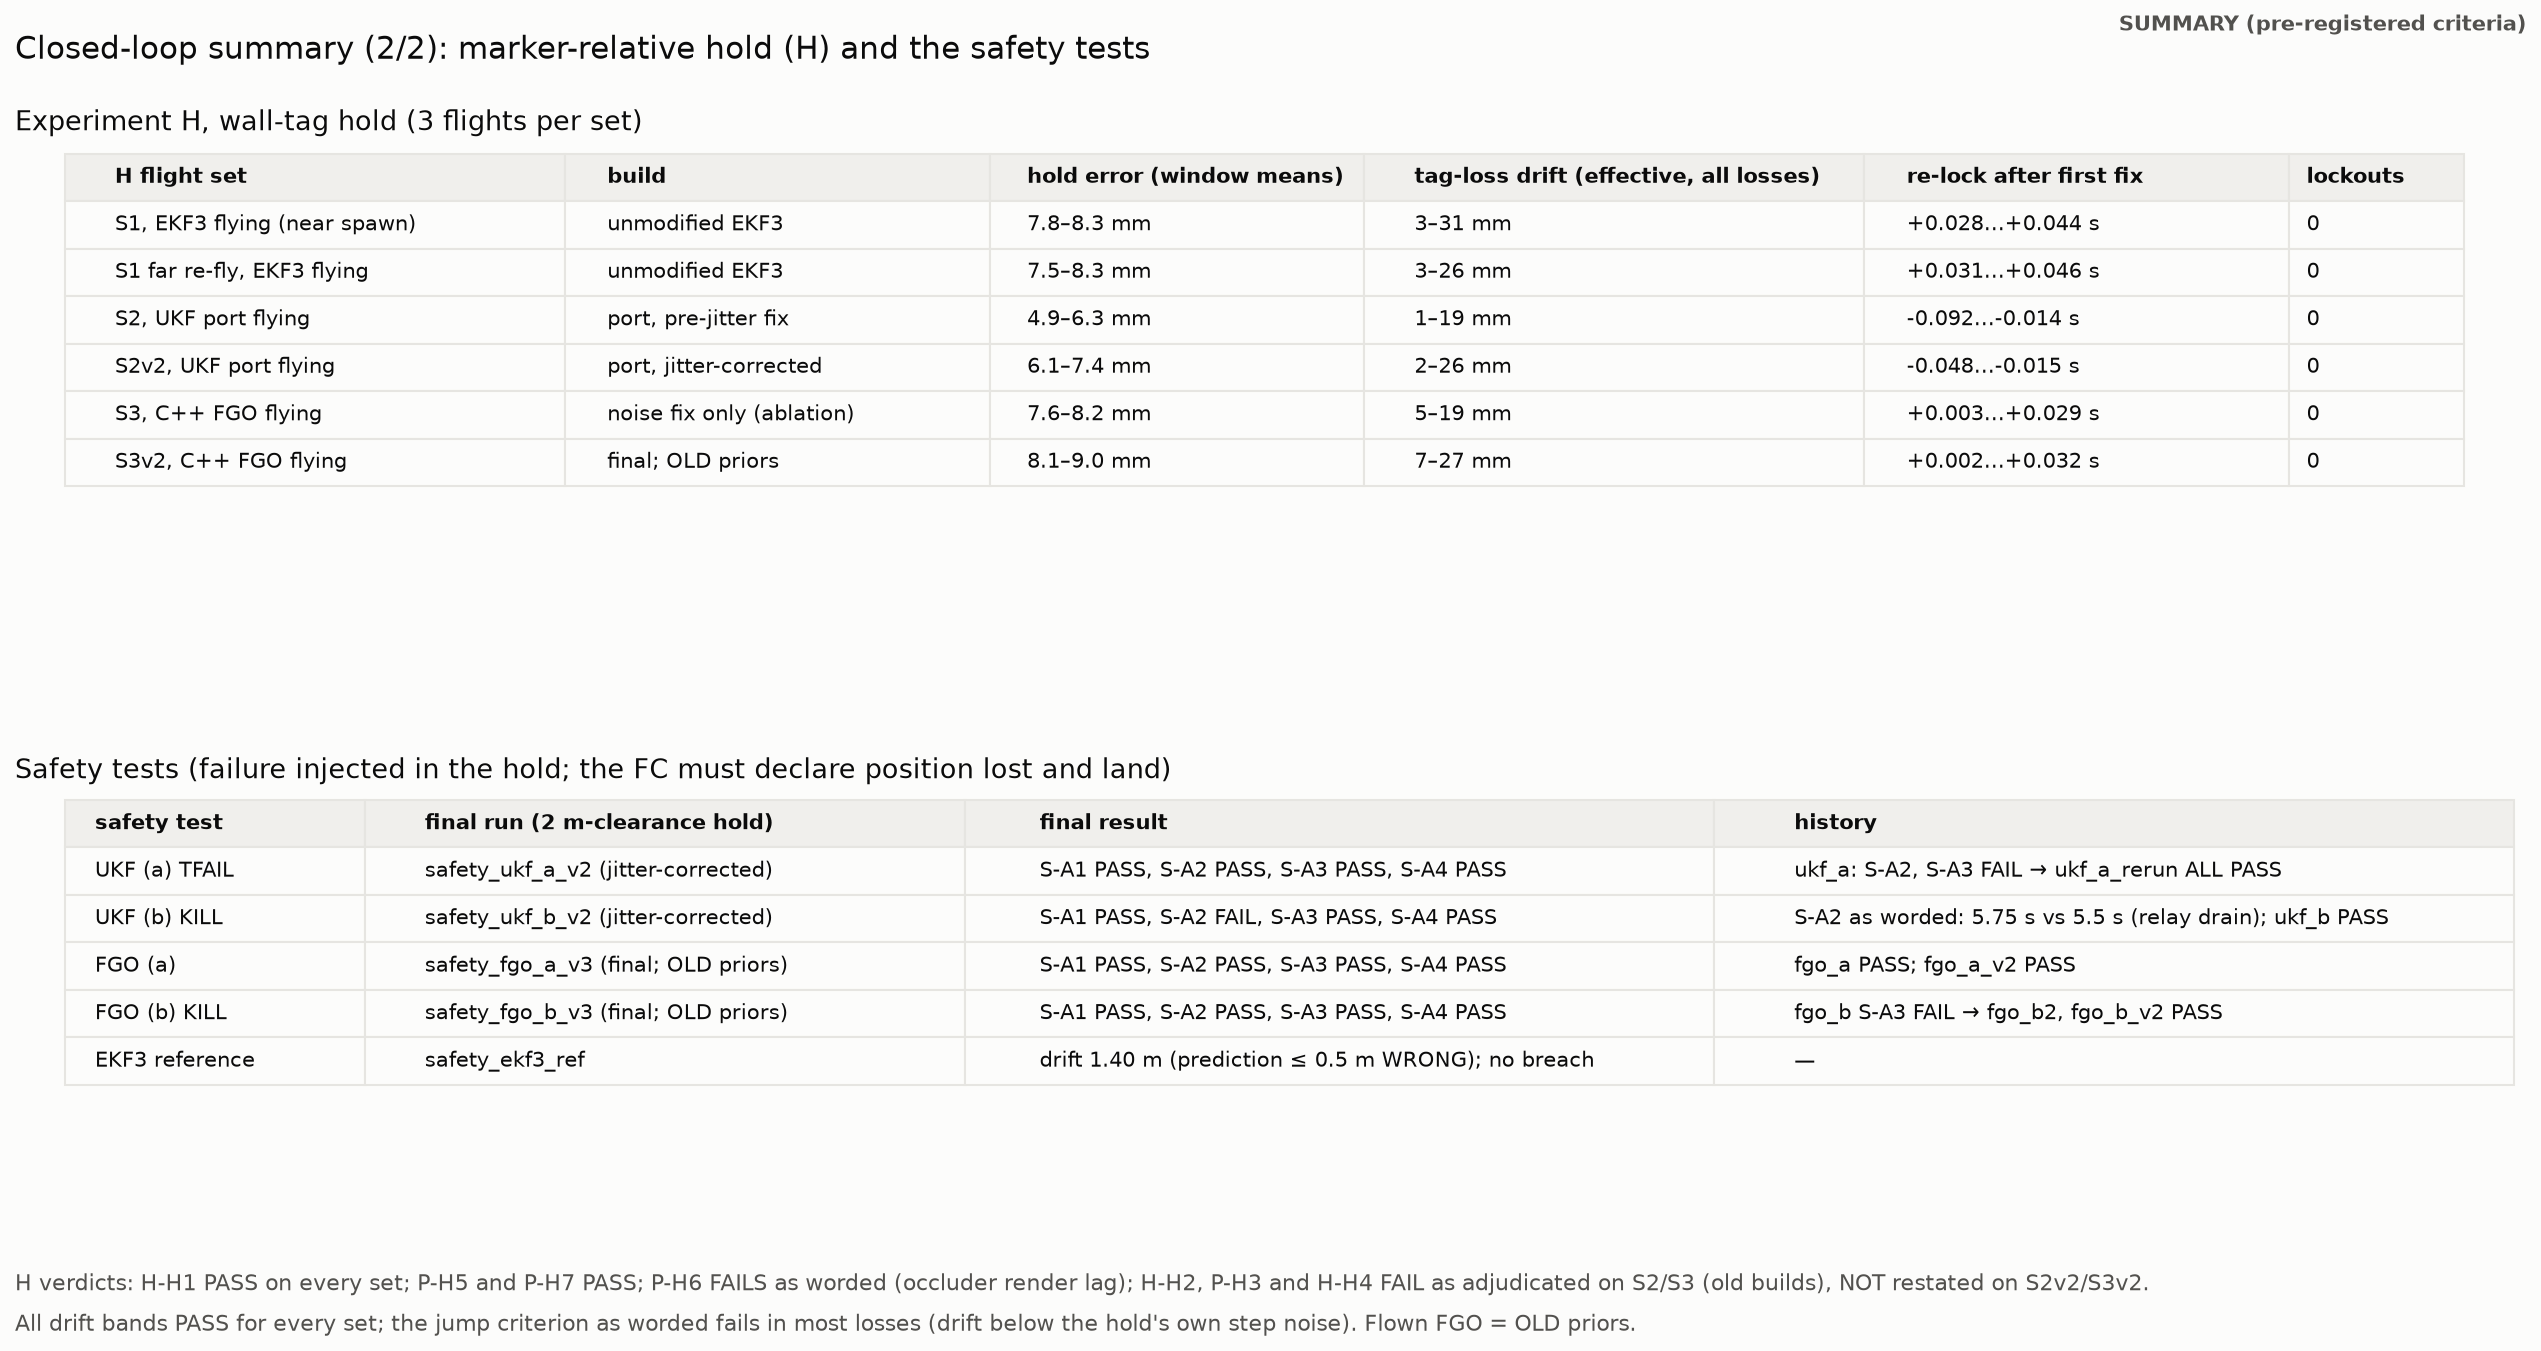 SUMMARY (pre-registered criteria)
Closed-loop summary (2/2): marker-relative hold (H) and the safety tests
Experiment H, wall-tag hold (3 flights per set)
H flight set build hold error (window means) tag-loss drift (effective, all losses) re-lock after first fix lockouts
S1, EKF3 flying (near spawn) unmodified EKF3 7.8–8.3 mm 3–31 mm +0.028...+0.044 s 0
S1 far re-fly, EKF3 flying unmodified EKF3 7.5–8.3 mm 3–26 mm +0.031...+0.046 s 0
S2, UKF port flying port, pre-jitter fix 4.9–6.3 mm 1–19 mm -0.092...-0.014 s 0
S2v2, UKF port flying port, jitter-corrected 6.1–7.4 mm 2–26 mm -0.048...-0.015 s 0
S3, C++ FGO flying noise fix only (ablation) 7.6–8.2 mm 5–19 mm +0.003...+0.029 s 0
S3v2, C++ FGO flying final; OLD priors 8.1–9.0 mm 7–27 mm +0.002...+0.032 s 0
Safety tests (failure injected in the hold; the FC must declare position lost and land)
safety test final run (2 m-clearance hold) final result history
UKF (a) TFAIL safety_ukf_a_v2 (jitter-corrected) S-A1 PASS, S-A2 PASS, S-A3 PASS, S-A4 PASS ukf_a: S-A2, S-A3 FAIL → ukf_a_rerun ALL PASS
UKF (b) KILL safety_ukf_b_v2 (jitter-corrected) S-A1 PASS, S-A2 FAIL, S-A3 PASS, S-A4 PASS S-A2 as worded: 5.75 s vs 5.5 s (relay drain); ukf_b PASS
FGO (a) safety_fgo_a_v3 (final; OLD priors) S-A1 PASS, S-A2 PASS, S-A3 PASS, S-A4 PASS fgo_a PASS; fgo_a_v2 PASS
FGO (b) KILL safety_fgo_b_v3 (final; OLD priors) S-A1 PASS, S-A2 PASS, S-A3 PASS, S-A4 PASS fgo_b S-A3 FAIL → fgo_b2, fgo_b_v2 PASS
EKF3 reference safety_ekf3_ref drift 1.40 m (prediction ≤ 0.5 m WRONG); no breach —
H verdicts: H-H1 PASS on every set; P-H5 and P-H7 PASS; P-H6 FAILS as worded (occluder render lag); H-H2, P-H3 and H-H4 FAIL as adjudicated on S2/S3 (old builds), NOT restated on S2v2/S3v2.
All drift bands PASS for every set; the jump criterion as worded fails in most losses (drift below the hold's own step noise). Flown FGO = OLD priors.